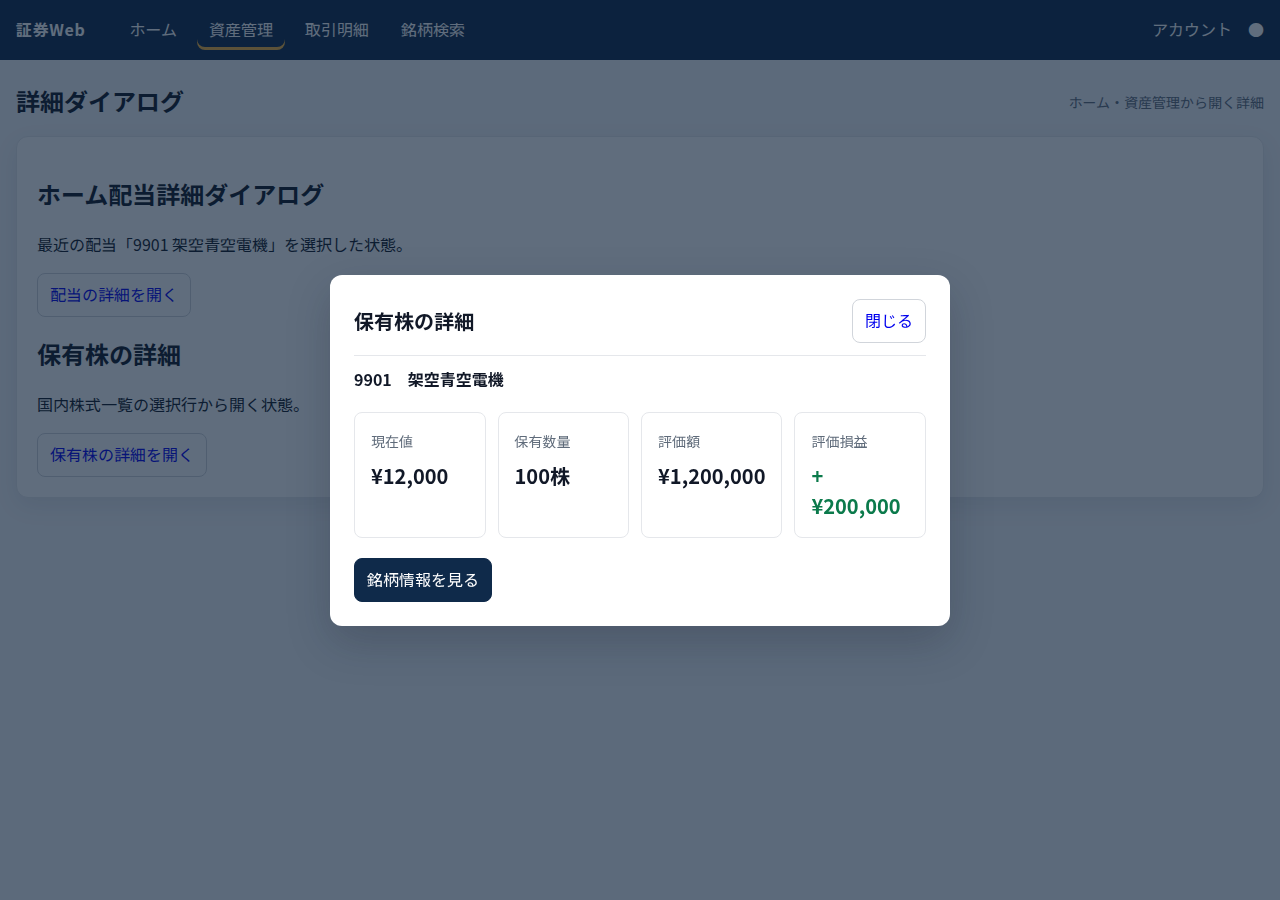 証券Web ホーム 資産管理 取引明細 銘柄検索 アカウント
詳細ダイアログ
ホーム・資産管理から開く詳細
ホーム配当詳細ダイアログ
最近の配当「9901 架空青空電機」を選択した状態。
配当の詳細を開く
保有株の詳細
国内株式一覧の選択行から開く状態。
保有株の詳細を開く
保有株の詳細
閉じる
9901 架空青空電機
現在値
¥12,000
保有数量
100株
評価額
¥1,200,000
評価損益
+
¥200,000
銘柄情報を見る